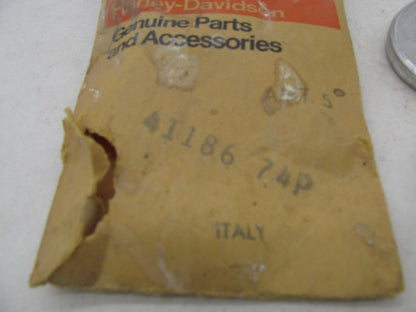 Harley-Davidson
Genuine Parts
and Accessories
41186 74P
ITALY